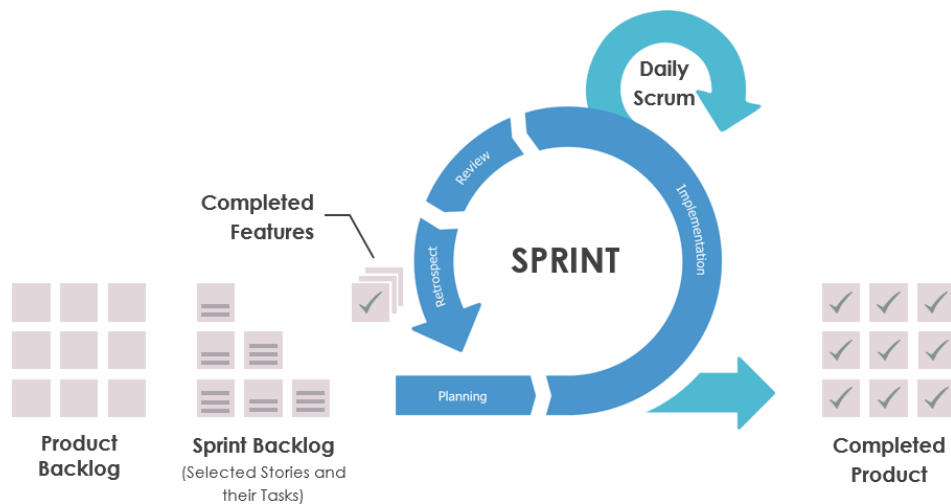 Daily
Scrum
Review
Implementation
Completed
Features
SPRINT
Retrospect
Planning
Product
Backlog
Sprint Backlog
(Selected Stories and
their Tasks)
Completed
Product